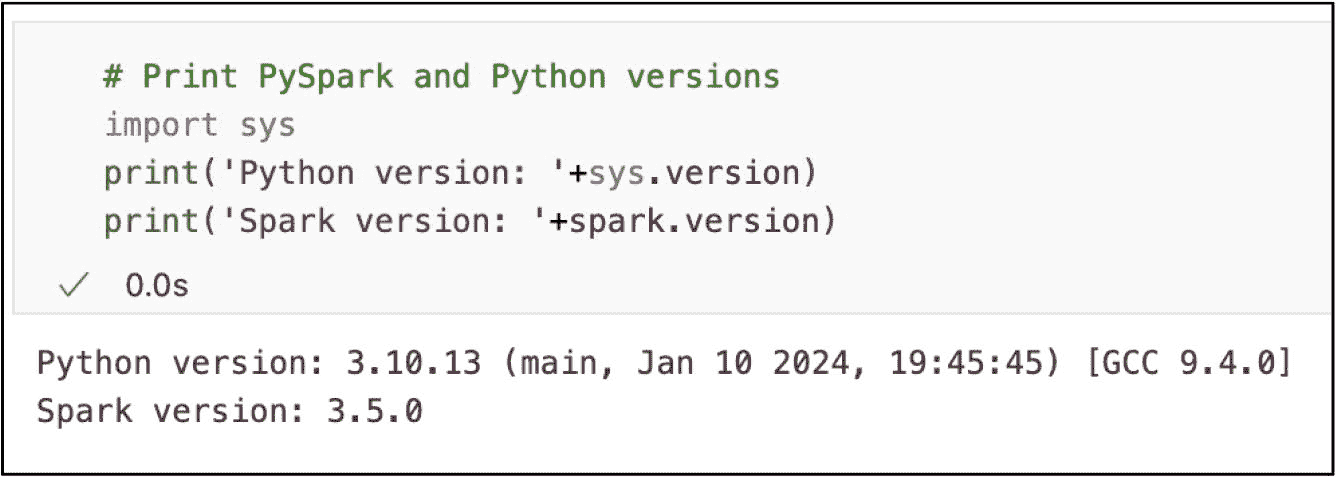 # Print PySpark and Python versions
import sys
print('Python version: '+sys.version)
print('Spark version: '+spark.version)
✓ 0.0s
Python version: 3.10.13 (main, Jan 10 2024, 19:45:45) [GCC 9.4.0]
Spark version: 3.5.0